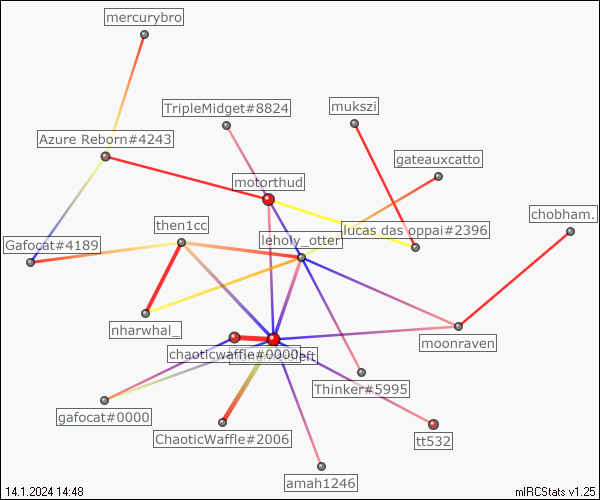 mercurybro
TripleMidget#8824
mukszi
Azure Reborn#4243
gateauxcatto
motorthud
chobham.
then1cc
lucas das oppai#2396
Gafocat#4189
leholy_otter
nharwhal_
moonraven
chaoticwaffle#0000
left
Thinker#5995
gafocat#0000
ChaoticWaffle#2006
tt532
amah1246
14.1.2024 14:48
mIRCStats v1.25